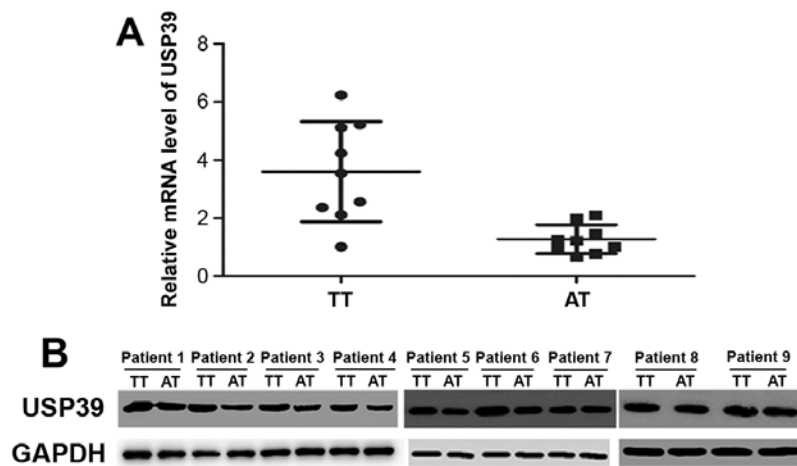 A
Relative mRNA level of USP39
8
6
4
2
0
TT AT
B
Patient 1 Patient 2 Patient 3 Patient 4 Patient 5 Patient 6 Patient 7 Patient 8 Patient 9
TT AT TT AT TT AT TT AT TT AT TT AT TT AT TT AT TT AT
USP39
GAPDH